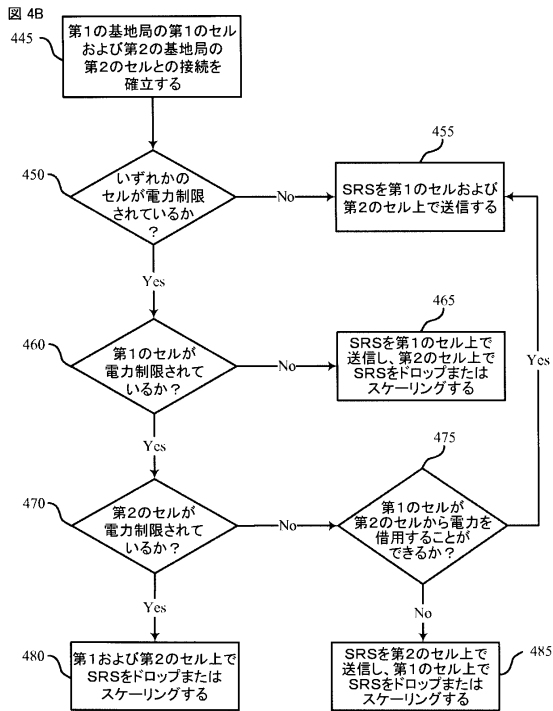 図 4B
445
第1の基地局の第1のセル
および第2の基地局の
第2のセルとの接続を
確立する
450
いずれかの
セルが電力制限
されているか
?
No
455
SRSを第1のセルおよび
第2のセル上で送信する
Yes
460
第1のセルが
電力制限されて
いるか?
No
465
SRSを第1のセル上で
送信し、第2のセル上で
SRSをドロップまたは
スケーリングする
Yes
Yes
470
第2のセルが
電力制限されて
いるか?
No
475
第1のセルが
第2のセルから電力を
借用することが
できるか?
Yes
No
480
第1および第2のセル上で
SRSをドロップまたは
スケーリングする
SRSを第2のセル上で
送信し、第1のセル上で
SRSをドロップまたは
スケーリングする
485